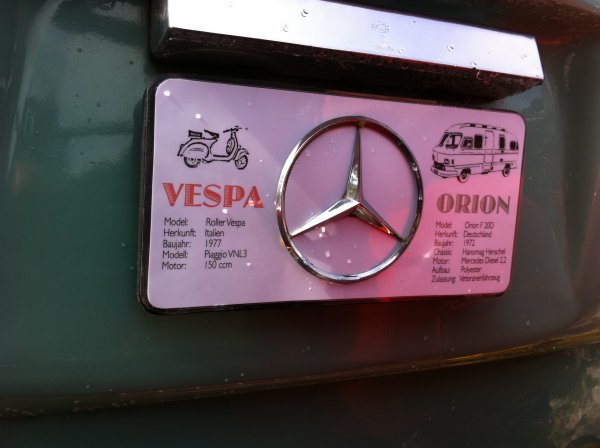 VESPA
Model: Roller Vespa
Herkunft: Italien
Baujahr: 1977
Modell: Piaggio VNL3
Motor: 150 ccm
ORION
Model: Orion F 20D
Herkunft: Deutschland
Baujahr: 1972
Chassis: Hanomag Henschel
Motor: Mercedes Diesel 2,2
Aufbau: Polyester
Zulassung: Veteranenfahrzeug